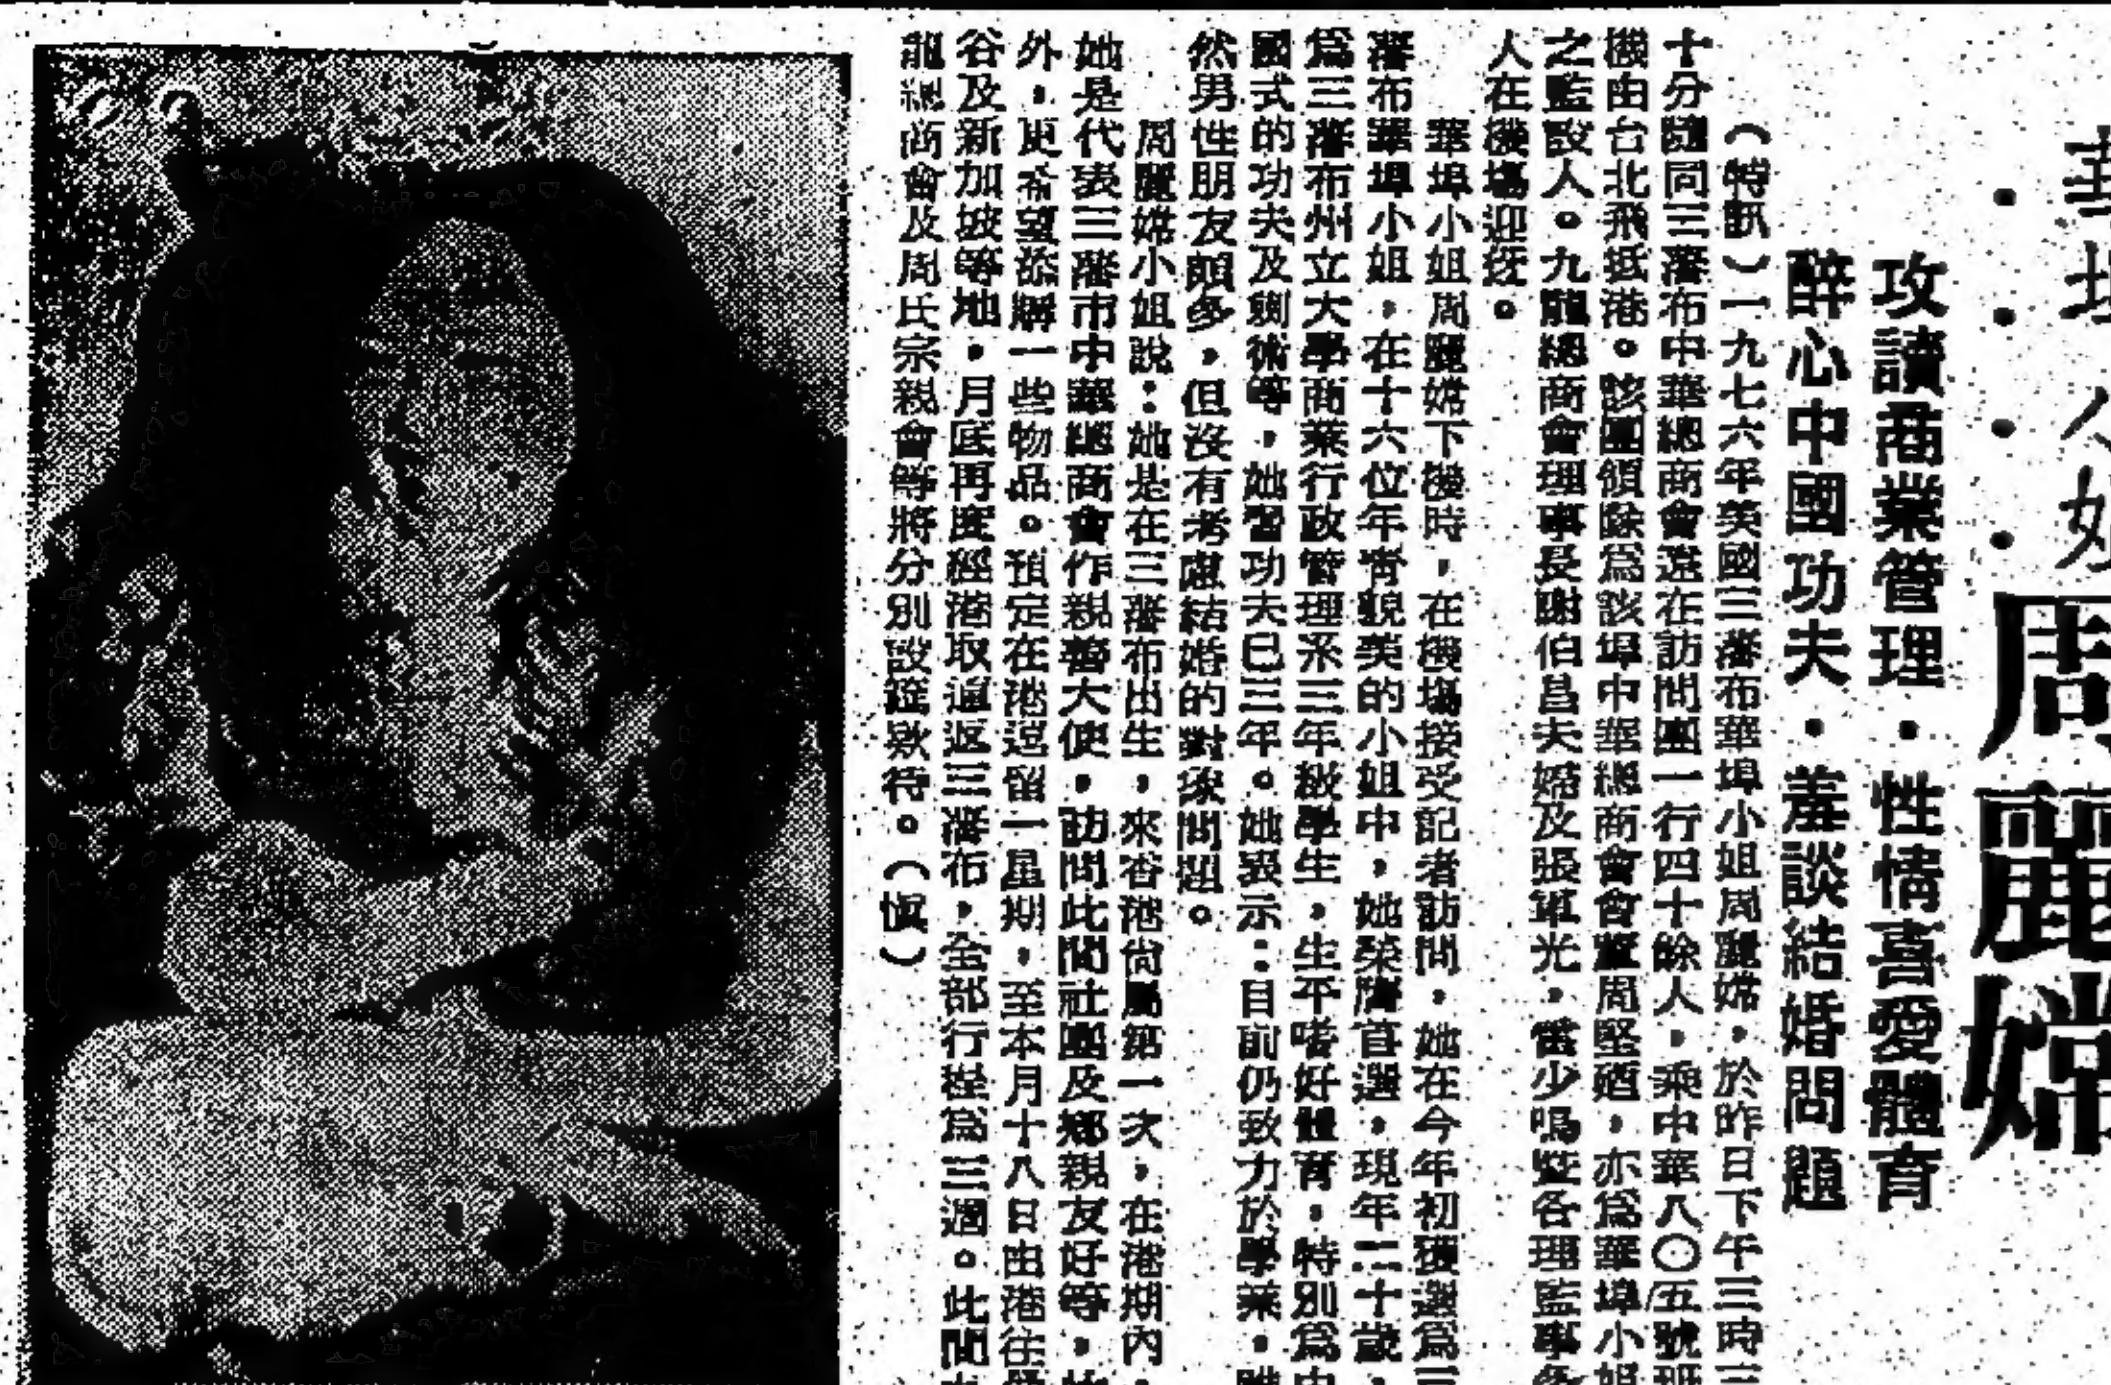 華埠小姐
周麗嫦
攻讀商業管理・性情喜愛體育
醉心中國功夫・羞談結婚問題
（特訊）一九七六年美國三藩布華埠小姐周麗嫦，於昨日下午三時三
十分隨同三藩布中華總商會遠在訪問團一行四十餘人，乘中華八〇五號班
機由台北飛抵港。該團領隊為該埠中華總商會會董周堅，亦為華埠小姐
之監設人。九龍總商會理事長謝伯昌夫婦及張軍光，黨少鳴暨各理監事
人在機場迎迓。
華埠小姐周麗嫦下機時，在機場接受記者訪問，她在今年初獲選為三
藩布華埠小姐，在十六位年青貌美的小姐中，她榮膺首選，現年二十歲，
為三藩布州立大學商業行政管理系三年級學生，生平嗜好體育，特別為中
國式的功夫及劍術等，她習功夫已三年。她表示：目前仍致力於學業，雖
然男性朋友頗多，但沒有考慮結婚的對象問題。
周麗嫦小姐說：她是在三藩布出生，來香港尚屬第一次，在港期內，
她是代表三藩市中華總商會作親善大使，訪問此間社團及鄉親友好等，
外，更希望添購一些物品。預定在港逗留一星期，至本月十八日由港往
谷及新加坡等地，月底再度經港取道返三藩布，全部行程為三週。此間
龍總商會及周氏宗親會等將分別設筵欵待。（慎）